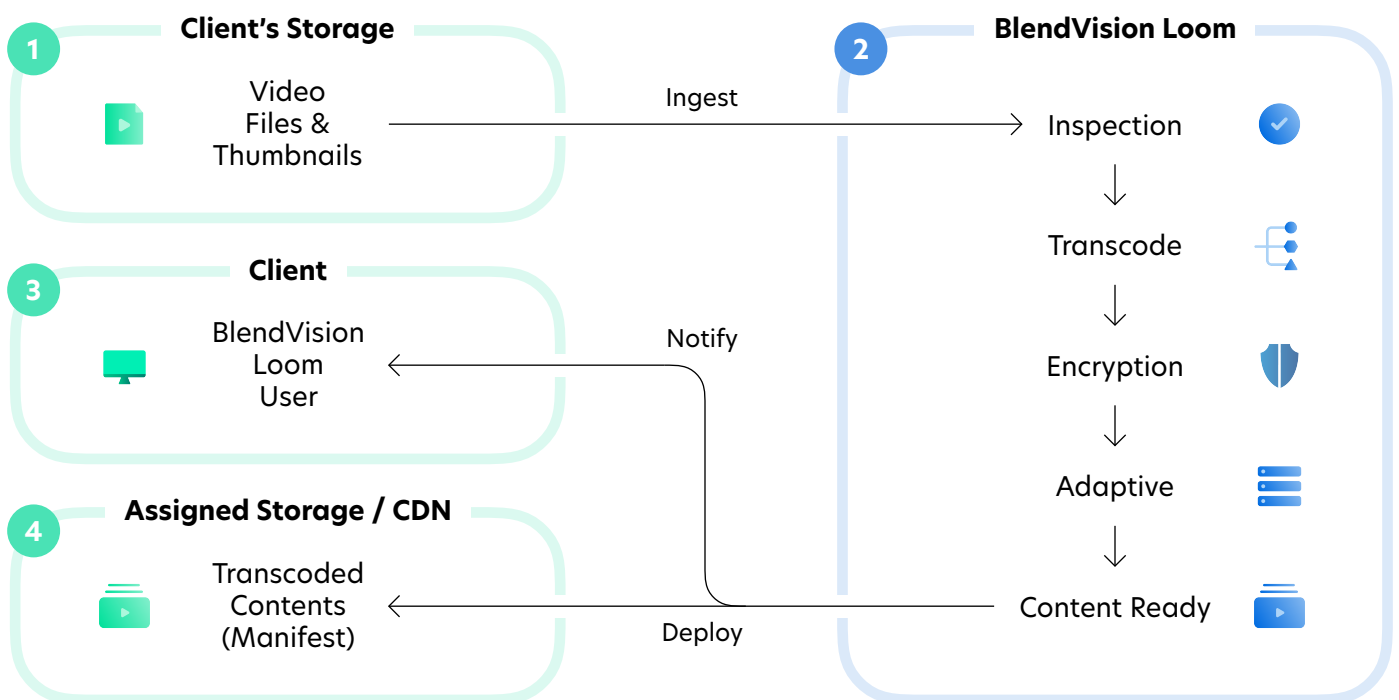 1
Client's Storage
Video
Files &
Thumbnails
Ingest
2
BlendVision Loom
Inspection
Transcode
Encryption
Adaptive
Content Ready
3
Client
BlendVision
Loom
User
Notify
4
Assigned Storage / CDN
Transcoded
Contents
(Manifest)
Deploy